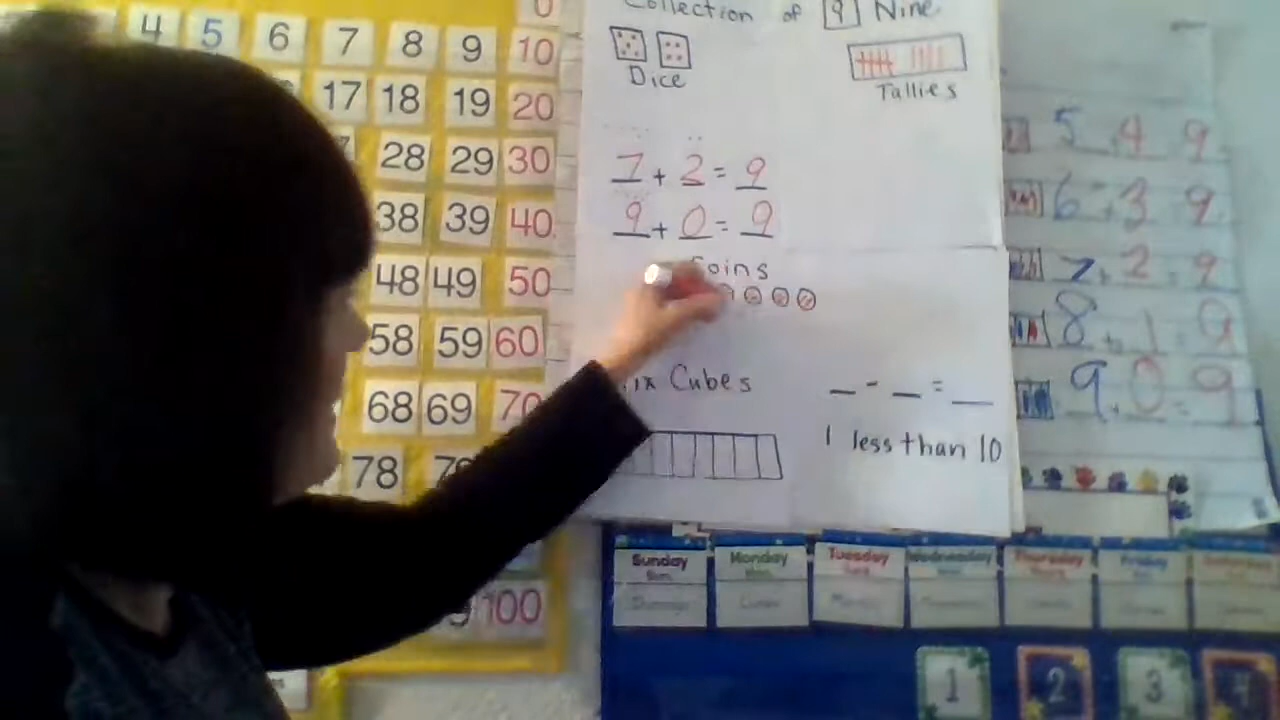 0
4 5 6 7 8 9 10
17 18 19 20
28 29 30
38 39 40
48 49 50
58 59 60
68 69 70
78
100
Collection of 9 Nine
Dice
Tallies
7 + 2 = 9
9 + 0 = 9
Coins
Cubes
_ - _ = _
1 less than 10
5 + 4 9
6 + 3 = 9
7 + 2 = 9
8 + 1 = 9
9 + 0 = 9
Sunday Monday Tuesday Wednesday Thursday Friday Saturday
1 2 3 4